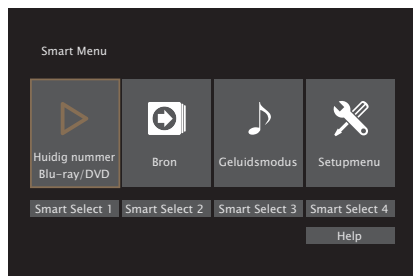 Smart Menu
Huidig nummer
Blu-ray/DVD
Bron
Geluidsmodus
Setupmenu
Smart Select 1
Smart Select 2
Smart Select 3
Smart Select 4
Help